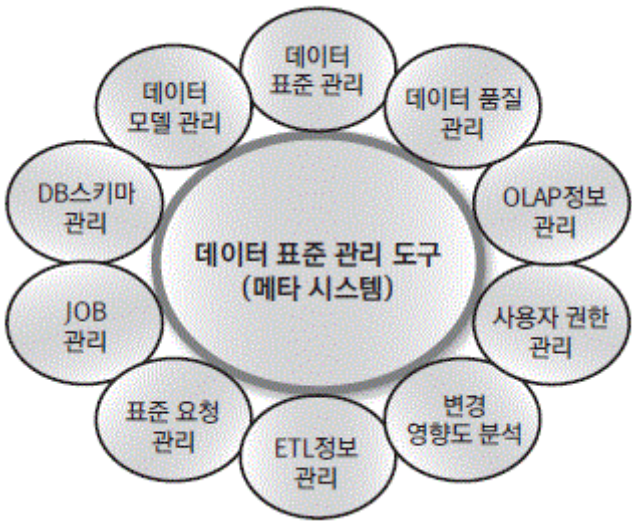 데이터
표준 관리
데이터 품질
관리
OLAP정보
관리
사용자 권한
관리
변경
영향도 분석
ETL정보
관리
표준 요청
관리
JOB
관리
DB스키마
관리
데이터
모델 관리
데이터 표준 관리 도구
(메타 시스템)